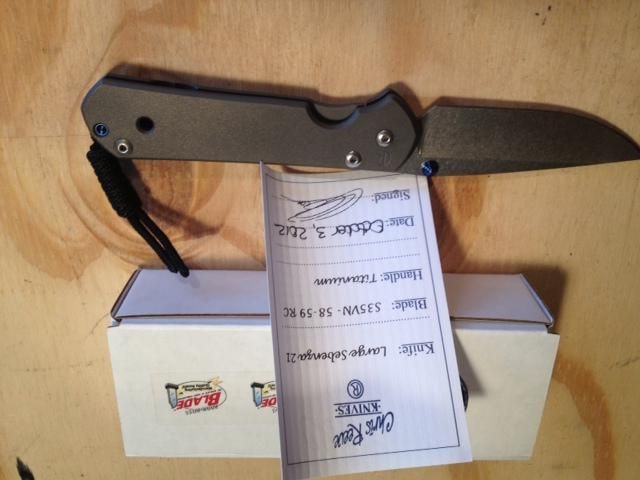 Chris Reeve
KNIVES.
R
Knife: Large Sebenza 21
Blade: S35VN - 58-59 RC
Handle: Titanium
Date: October 3, 2012
Signed:
BLADE
BLADE